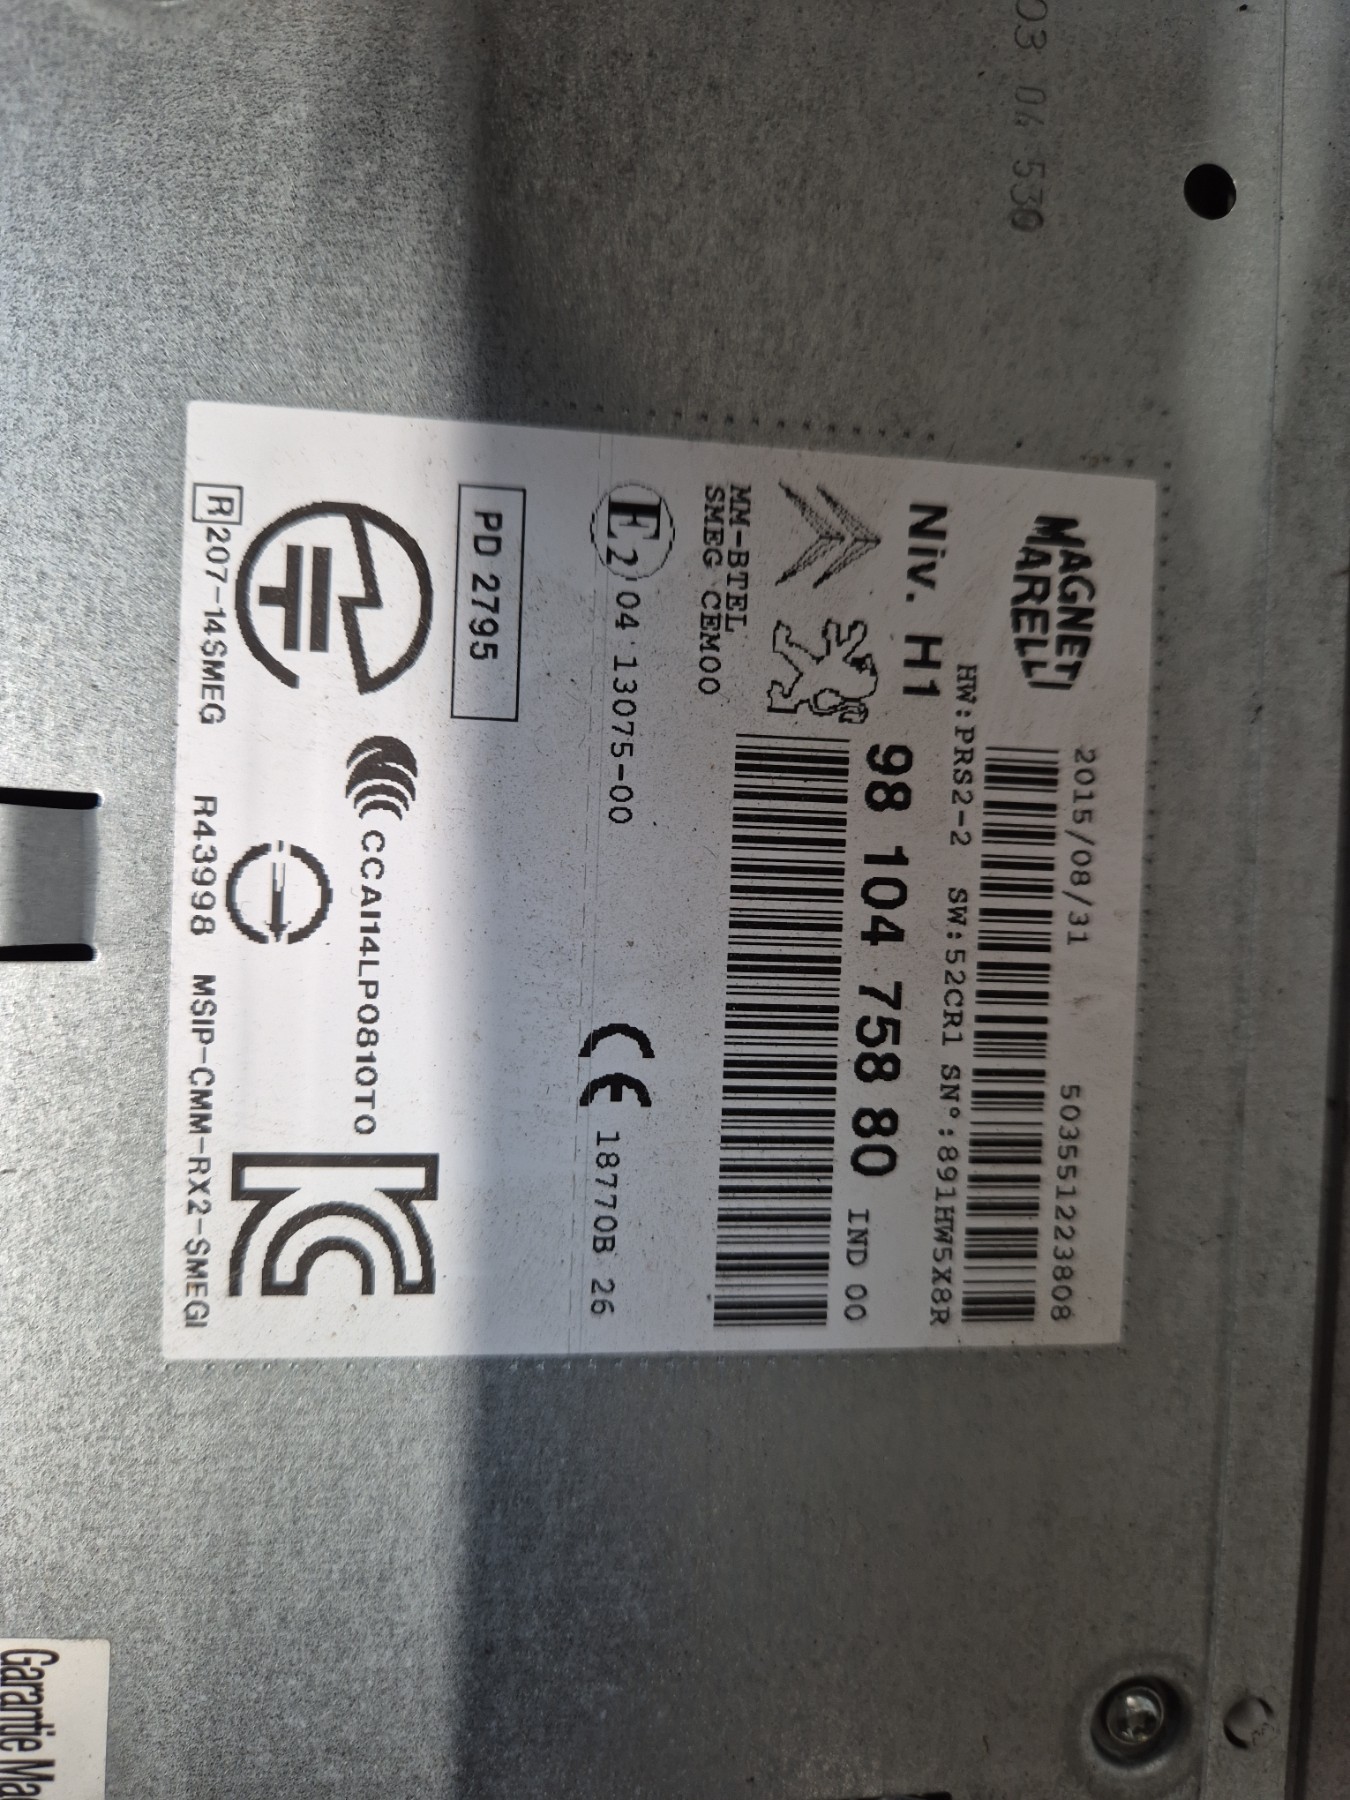 03 04 530
MAGNETI
MARELLI
2015/08/31 503551223808
HW:PRS2-2 SW:52CR1 SN°:891HW5X8R
Niv. H1 98 104 758 80 IND 00
MM-BTEL
SMEG CEM00
E2 04 13075-00 CE 18770B 26
PD 2795
CCAI14LP0810T0
R 207-14SMEG R43998 MSIP-CMM-RX2-SMEGI
Garantie